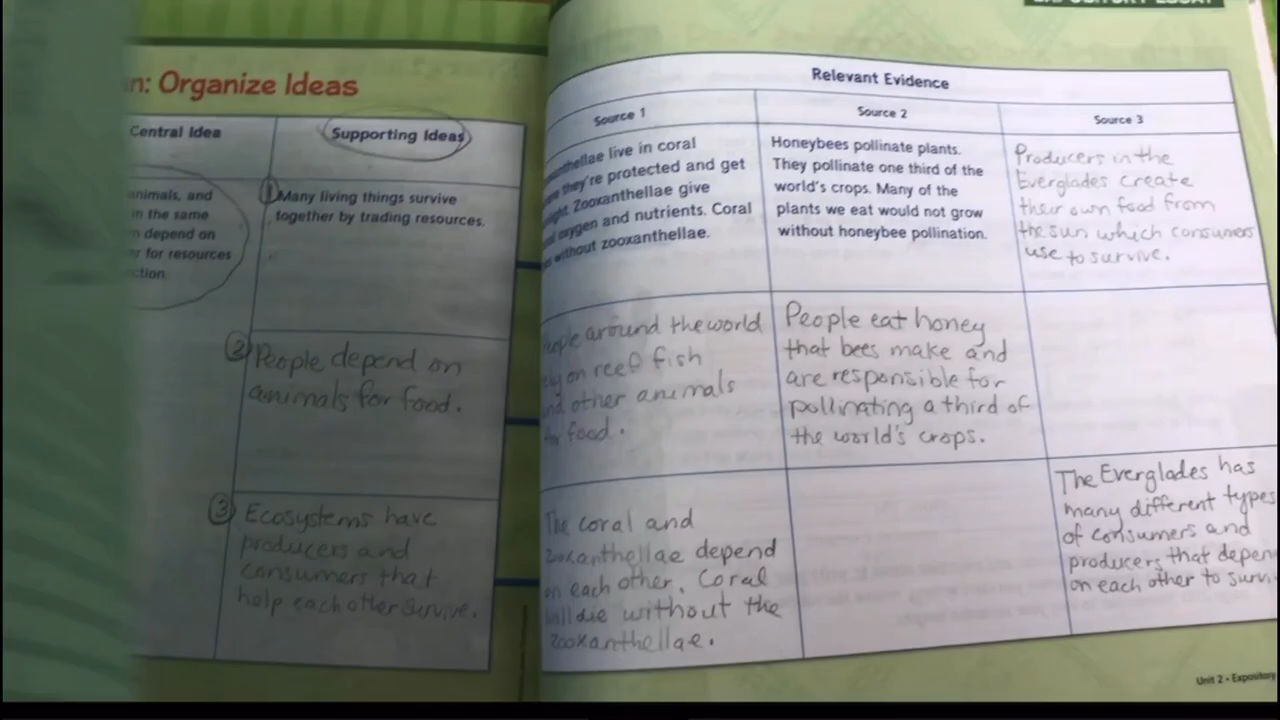 Organize Ideas
Central Idea
animals, and
in the same
depend on
for resources
Supporting Ideas
1 Many living things survive
together by trading resources.
2 People depend on
animals for food.
3 Ecosystems have
producers and
consumers that
help each other survive.
Relevant Evidence
Source 1
live in coral
they're protected and get
Zooxanthellae give
oxygen and nutrients. Coral
without zooxanthellae.
around the world
on reef fish
and other animals
for food.
The coral and
zooxanthellae depend
on each other. Coral
die without the
zooxanthellae.
Source 2
Honeybees pollinate plants.
They pollinate one third of the
world's crops. Many of the
plants we eat would not grow
without honeybee pollination.
People eat honey
that bees make and
are responsible for
pollinating a third of
the world's crops.
Source 3
Producers in the
Everglades create
their own food from
the sun which consumers
use to survive.
The Everglades has
many different types
of consumers and
producers that depen
on each other to surv
Unit 2 • Expository